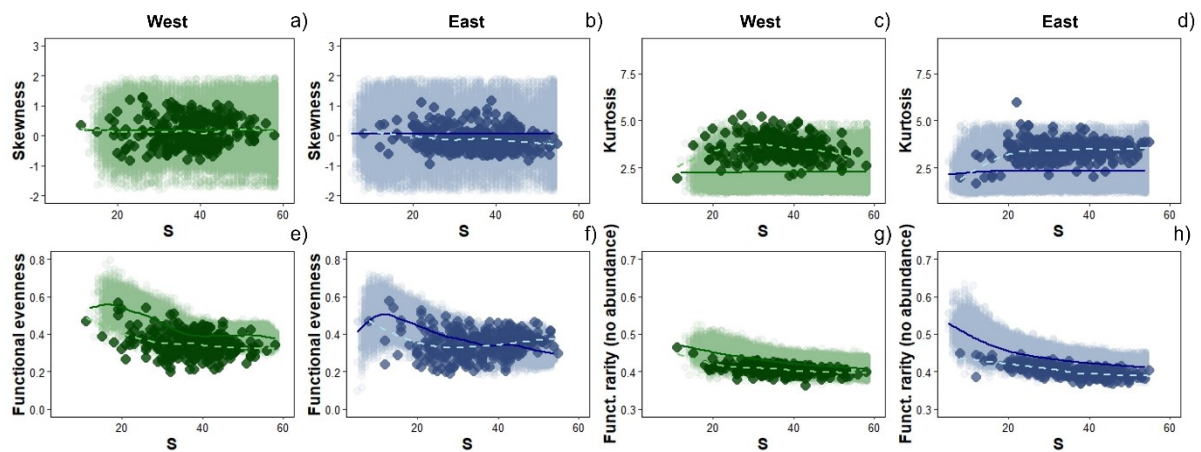 West a) East b) West c) East d)
Skewness 3 2 1 0 -1 -2 20 40 60 S
Skewness 3 2 1 0 -1 -2 20 40 60 S
Kurtosis 7.5 5.0 2.5 20 40 60 S
Kurtosis 7.5 5.0 2.5 20 40 60 S
e) f) g) h)
Functional evenness 0.8 0.6 0.4 0.2 0.0 20 40 60 S
Functional evenness 0.8 0.6 0.4 0.2 0.0 20 40 60 S
Funct. rarity (no abundance) 0.7 0.6 0.5 0.4 0.3 20 40 60 S
Funct. rarity (no abundance) 0.7 0.6 0.5 0.4 0.3 20 40 60 S